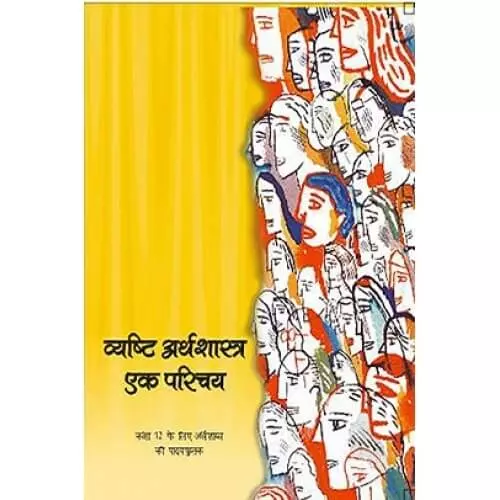 व्यष्टि अर्थशास्त्र
एक परिचय
कक्षा 12 के लिए अर्थशास्त्र
की पाठ्यपुस्तक